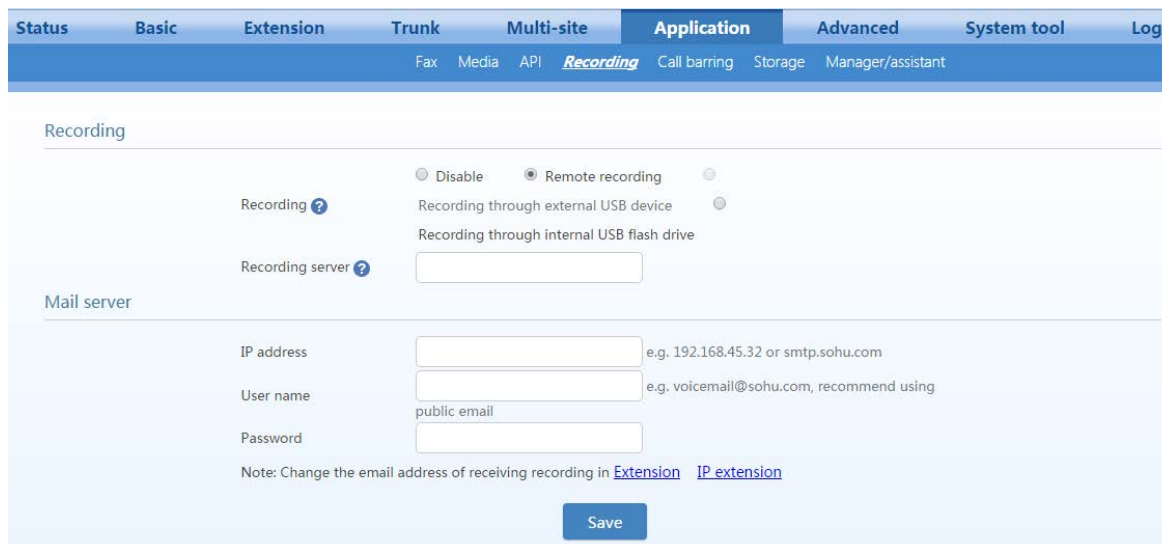 Status Basic Extension Trunk Multi-site Application Advanced System tool Log
Fax Media API Recording Call barring Storage Manager/assistant
Recording
Disable Remote recording
Recording ? Recording through external USB device
Recording through internal USB flash drive
Recording server ?
Mail server
IP address e.g. 192.168.45.32 or smtp.sohu.com
User name e.g. voicemail@sohu.com, recommend using
public email
Password
Note: Change the email address of receiving recording in Extension IP extension
Save